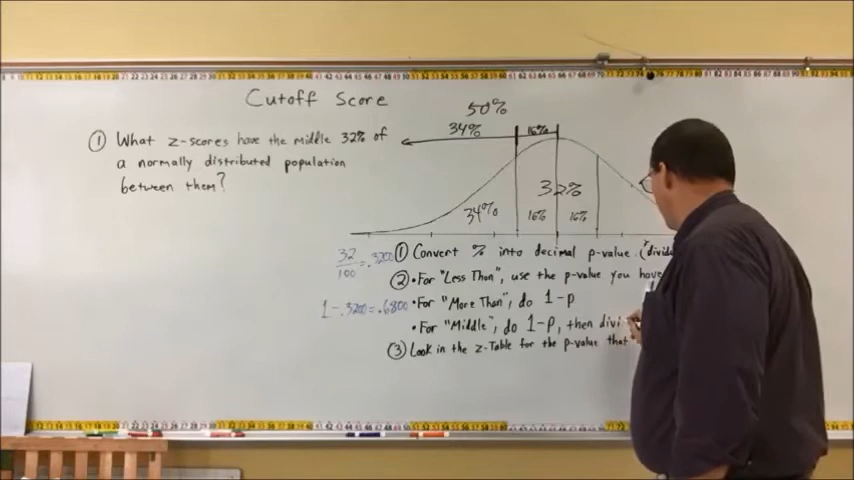 Cutoff Score
① What z-scores have the middle 32% of
a normally distributed population
between them?
50%
34% 16%
32%
34% 16% 16%
32/100 = .3200
1 - .3200 = .6800
① Convert % into decimal p-value
② • For "Less Than", use the p-value you have
• For "More Than", do 1-p
• For "Middle", do 1-p, then
③ Look in the z-Table for the p-value that